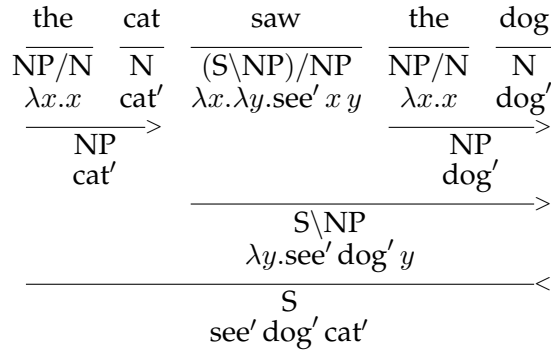 the cat saw the dog
NP/N N (S\NP)/NP NP/N N
λx.x cat′ λx.λy.see′ x y λx.x dog′
> >
NP NP
cat′ dog′
>
S\NP
λy.see′ dog′ y
<
S
see′ dog′ cat′